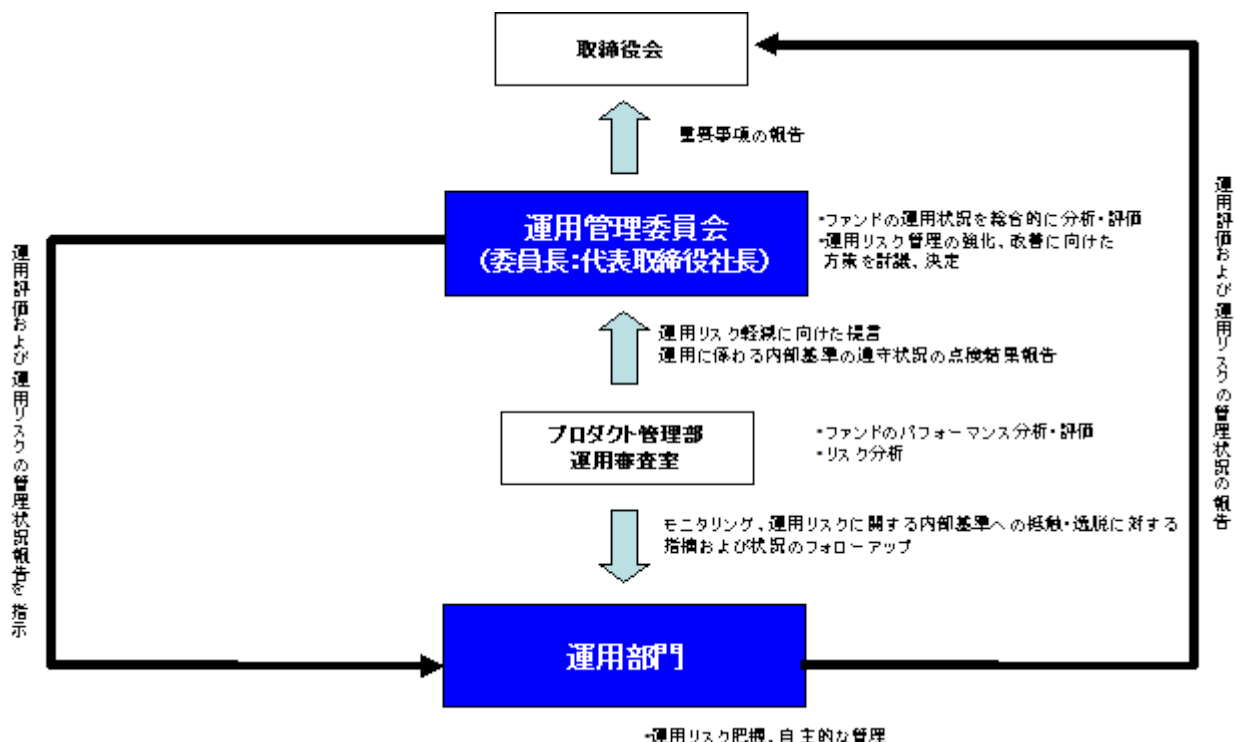 取締役会
重要事項の報告
運用管理委員会
(委員長:代表取締役社長)
・ファンドの運用状況を総合的に分析・評価
・運用リスク管理の強化、改善に向けた
方策を討議、決定
運用リスク軽減に向けた提言
運用に係わる内部基準の遵守状況の点検結果報告
プロダクト管理部
運用審査室
・ファンドのパフォーマンス分析・評価
・リスク分析
モニタリング、運用リスクに関する内部基準への抵触・逸脱に対する
指摘および状況のフォローアップ
運用部門
・運用リスク把握、自主的な管理
運用評価および運用リスクの管理状況報告を指示
運用評価および運用リスクの管理状況の報告